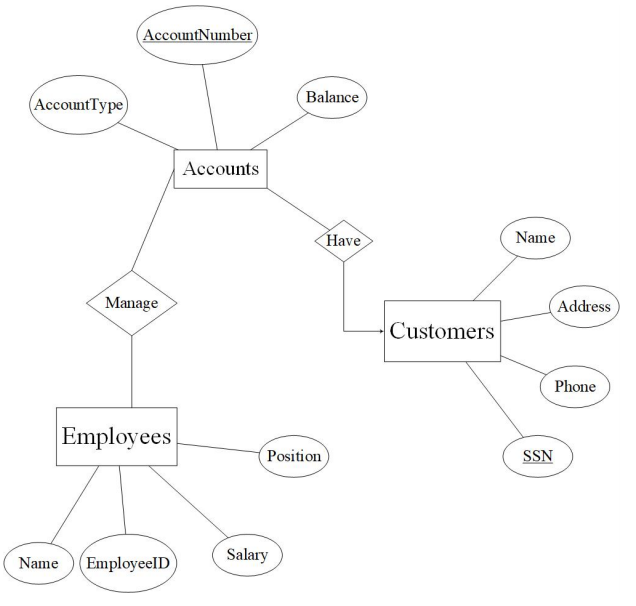 AccountNumber
AccountType
Balance
Accounts
Have
Name
Manage
Address
Customers
Phone
Employees
Position
SSN
Name
EmployeeID
Salary